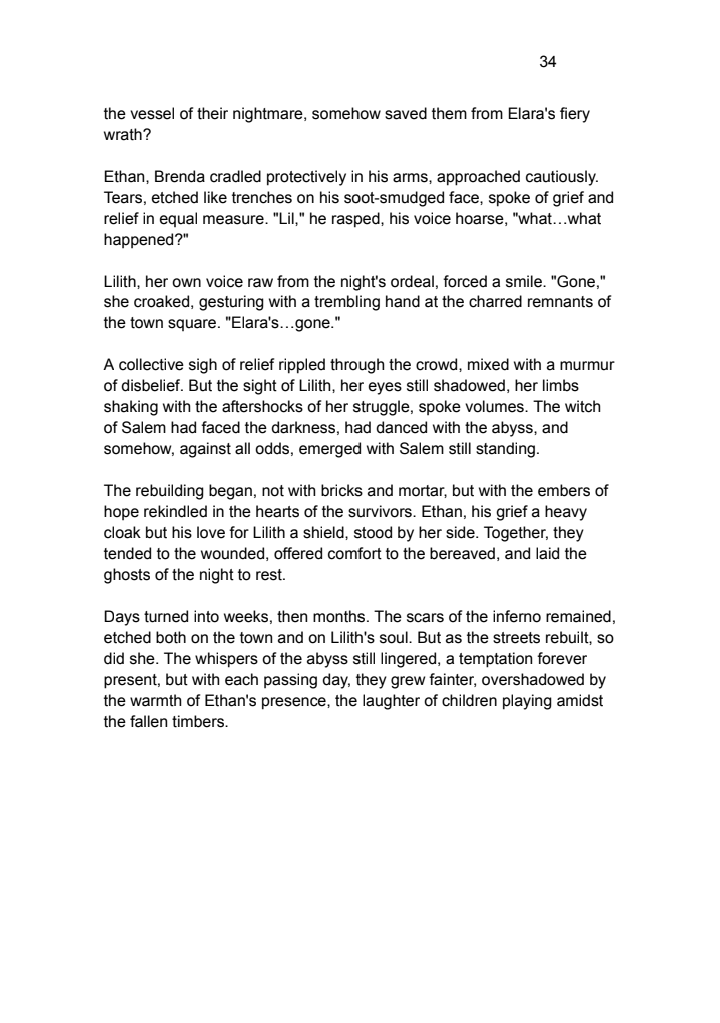 34
the vessel of their nightmare, somehow saved them from Elara's fiery
wrath?
Ethan, Brenda cradled protectively in his arms, approached cautiously.
Tears, etched like trenches on his soot-smudged face, spoke of grief and
relief in equal measure. "Lil," he rasped, his voice hoarse, "what…what
happened?"
Lilith, her own voice raw from the night's ordeal, forced a smile. "Gone,"
she croaked, gesturing with a trembling hand at the charred remnants of
the town square. "Elara's…gone."
A collective sigh of relief rippled through the crowd, mixed with a murmur
of disbelief. But the sight of Lilith, her eyes still shadowed, her limbs
shaking with the aftershocks of her struggle, spoke volumes. The witch
of Salem had faced the darkness, had danced with the abyss, and
somehow, against all odds, emerged with Salem still standing.
The rebuilding began, not with bricks and mortar, but with the embers of
hope rekindled in the hearts of the survivors. Ethan, his grief a heavy
cloak but his love for Lilith a shield, stood by her side. Together, they
tended to the wounded, offered comfort to the bereaved, and laid the
ghosts of the night to rest.
Days turned into weeks, then months. The scars of the inferno remained,
etched both on the town and on Lilith's soul. But as the streets rebuilt, so
did she. The whispers of the abyss still lingered, a temptation forever
present, but with each passing day, they grew fainter, overshadowed by
the warmth of Ethan's presence, the laughter of children playing amidst
the fallen timbers.